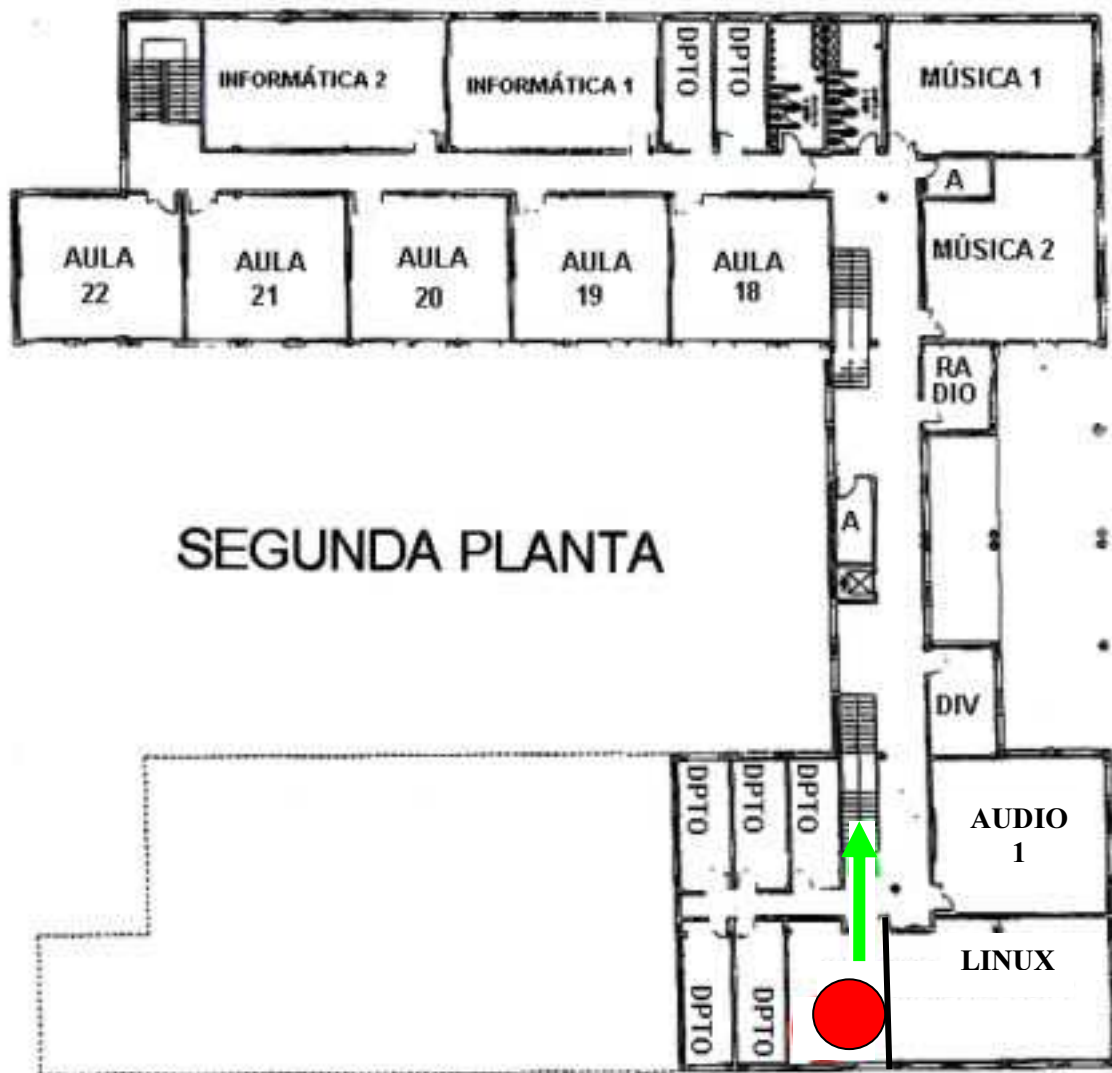 INFORMÁTICA 2
INFORMÁTICA 1
DPTO
DPTO
MÚSICA 1
A
AULA
22
AULA
21
AULA
20
AULA
19
AULA
18
MÚSICA 2
RA
DIO
A
SEGUNDA PLANTA
DIV
DPTO
DPTO
DPTO
AUDIO
1
DPTO
DPTO
LINUX